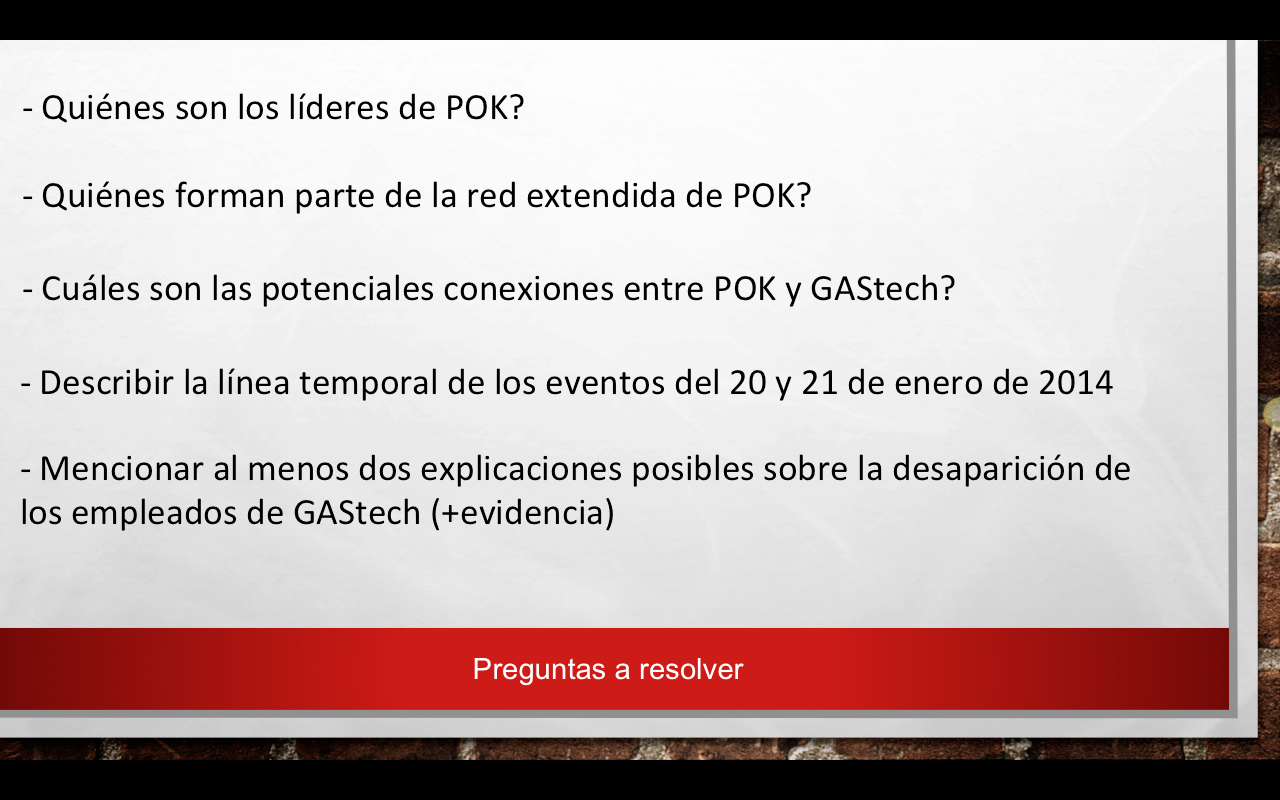 - Quiénes son los líderes de POK?
- Quiénes forman parte de la red extendida de POK?
- Cuáles son las potenciales conexiones entre POK y GAStech?
- Describir la línea temporal de los eventos del 20 y 21 de enero de 2014
- Mencionar al menos dos explicaciones posibles sobre la desaparición de
los empleados de GAStech (+evidencia)
Preguntas a resolver